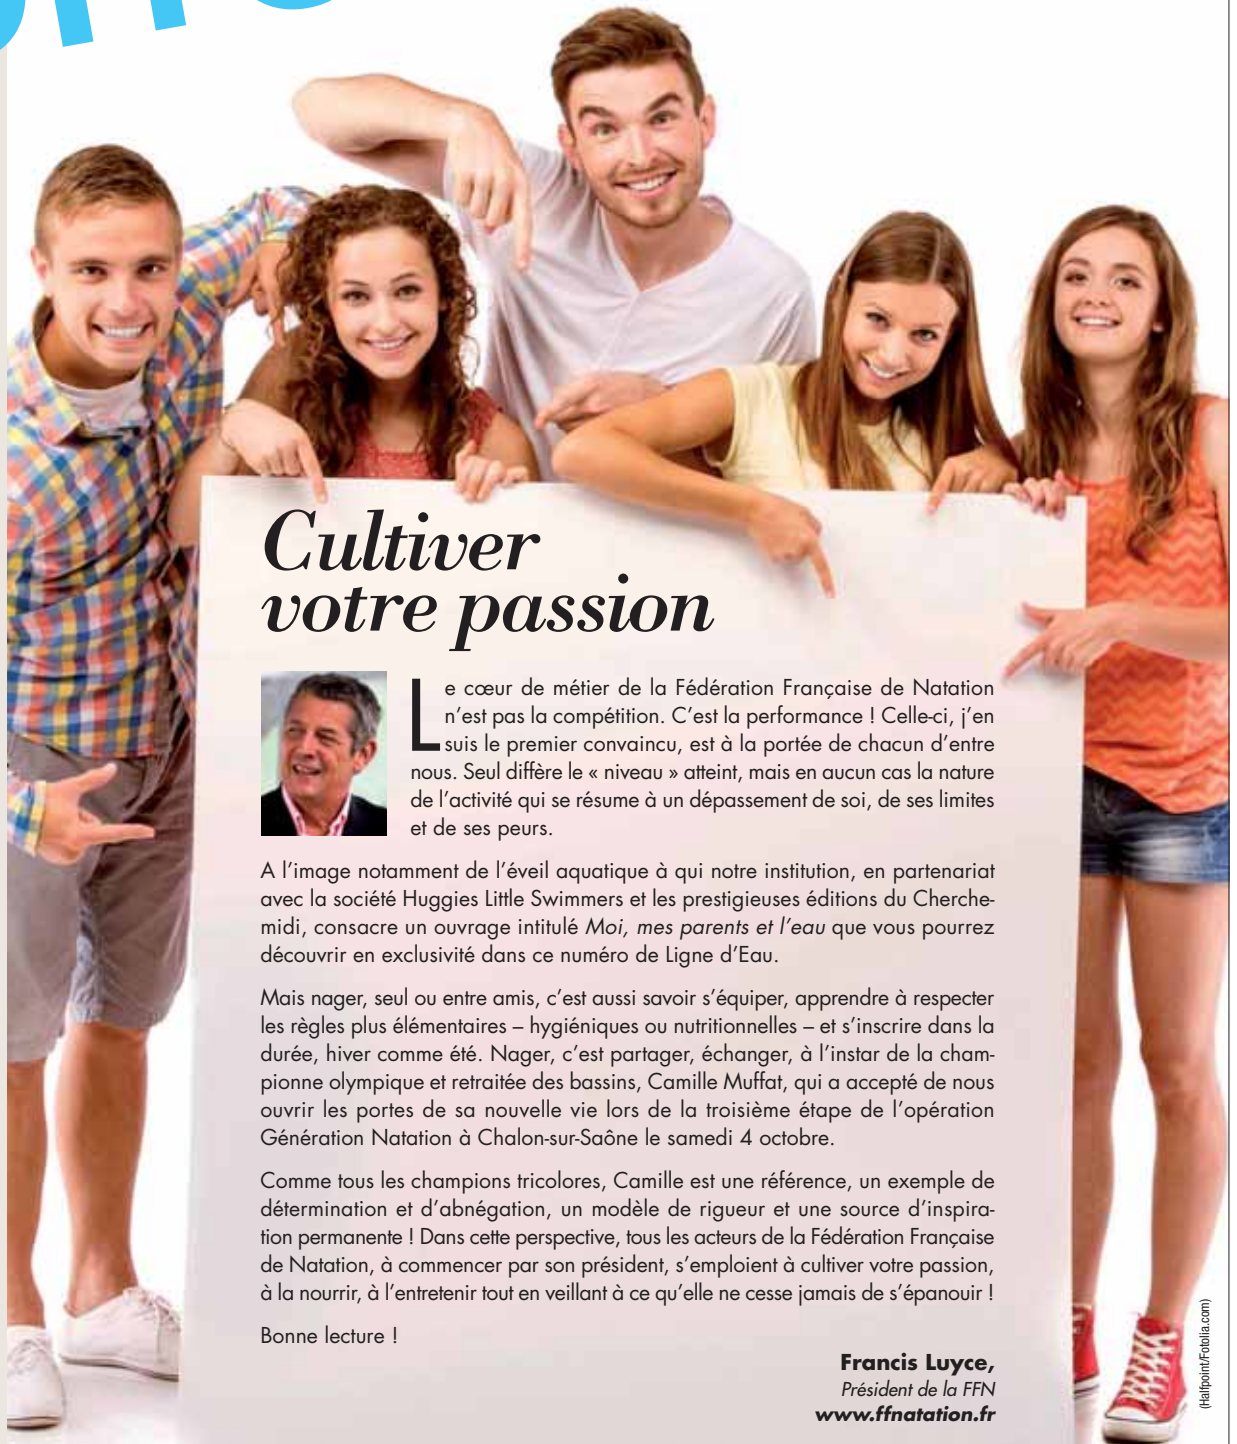 Cultiver
votre passion
Le cœur de métier de la Fédération Française de Natation
n'est pas la compétition. C'est la performance ! Celle-ci, j'en
suis le premier convaincu, est à la portée de chacun d'entre
nous. Seul diffère le « niveau » atteint, mais en aucun cas la nature
de l'activité qui se résume à un dépassement de soi, de ses limites
et de ses peurs.
A l'image notamment de l'éveil aquatique à qui notre institution, en partenariat
avec la société Huggies Little Swimmers et les prestigieuses éditions du Cherche-
midi, consacre un ouvrage intitulé Moi, mes parents et l'eau que vous pourrez
découvrir en exclusivité dans ce numéro de Ligne d'Eau.
Mais nager, seul ou entre amis, c'est aussi savoir s'équiper, apprendre à respecter
les règles plus élémentaires – hygiéniques ou nutritionnelles – et s'inscrire dans la
durée, hiver comme été. Nager, c'est partager, échanger, à l'instar de la cham-
pionne olympique et retraitée des bassins, Camille Muffat, qui a accepté de nous
ouvrir les portes de sa nouvelle vie lors de la troisième étape de l'opération
Génération Natation à Chalon-sur-Saône le samedi 4 octobre.
Comme tous les champions tricolores, Camille est une référence, un exemple de
détermination et d'abnégation, un modèle de rigueur et une source d'inspira-
tion permanente ! Dans cette perspective, tous les acteurs de la Fédération Française
de Natation, à commencer par son président, s'emploient à cultiver votre passion,
à la nourrir, à l'entretenir tout en veillant à ce qu'elle ne cesse jamais de s'épanouir !
Bonne lecture !
Francis Luyce,
Président de la FFN
www.ffnatation.fr
(Halfpoint/Fotolia.com)